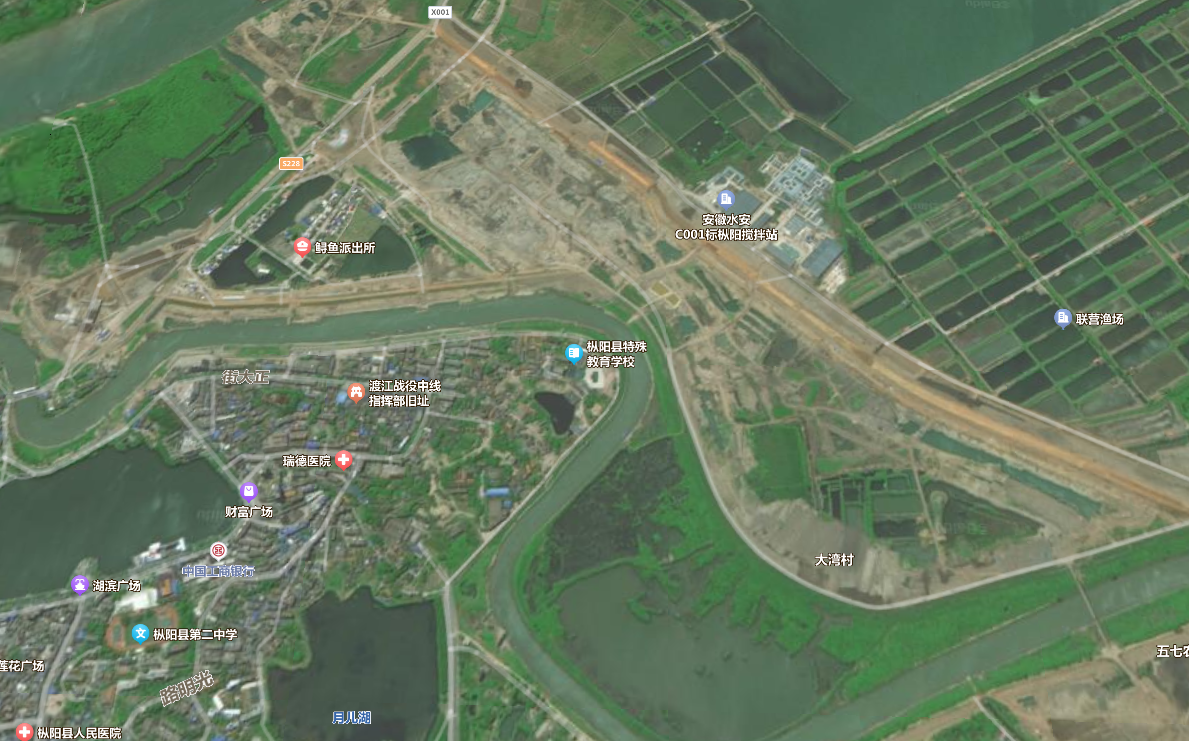 X001
S228
安徽水安
C001标枞阳搅拌站
鲟鱼派出所
联营渔场
枞阳县特殊
教育学校
街大正
渡江战役中线
指挥部旧址
瑞德医院
财富广场
中国工商银行
大湾村
湖滨广场
枞阳县第二中学
五七农
莲花广场
路明光
月儿湖
枞阳县人民医院